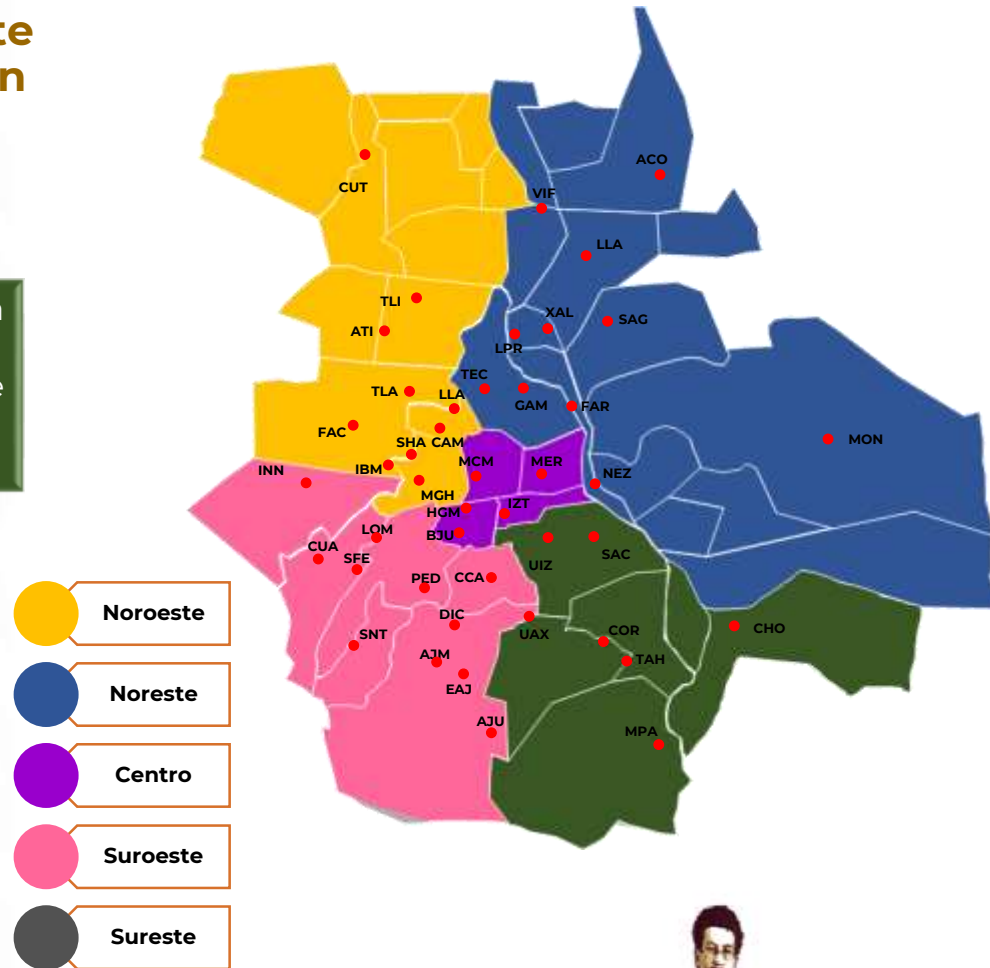 te
n
e
CUT
ACO
VIF
LLA
TLI
ATI
XAL
SAG
LPR
TEC
GAM
FAR
TLA
LLA
FAC
SHA
CAM
MON
INN
IBM
MCM
MER
NEZ
MGH
HGM
IZT
BJU
LOM
CUA
SFE
UIZ
SAC
PED
CCA
DIC
UAX
COR
CHO
SNT
AJM
TAH
EAJ
AJU
MPA
Noroeste
Noreste
Centro
Suroeste
Sureste